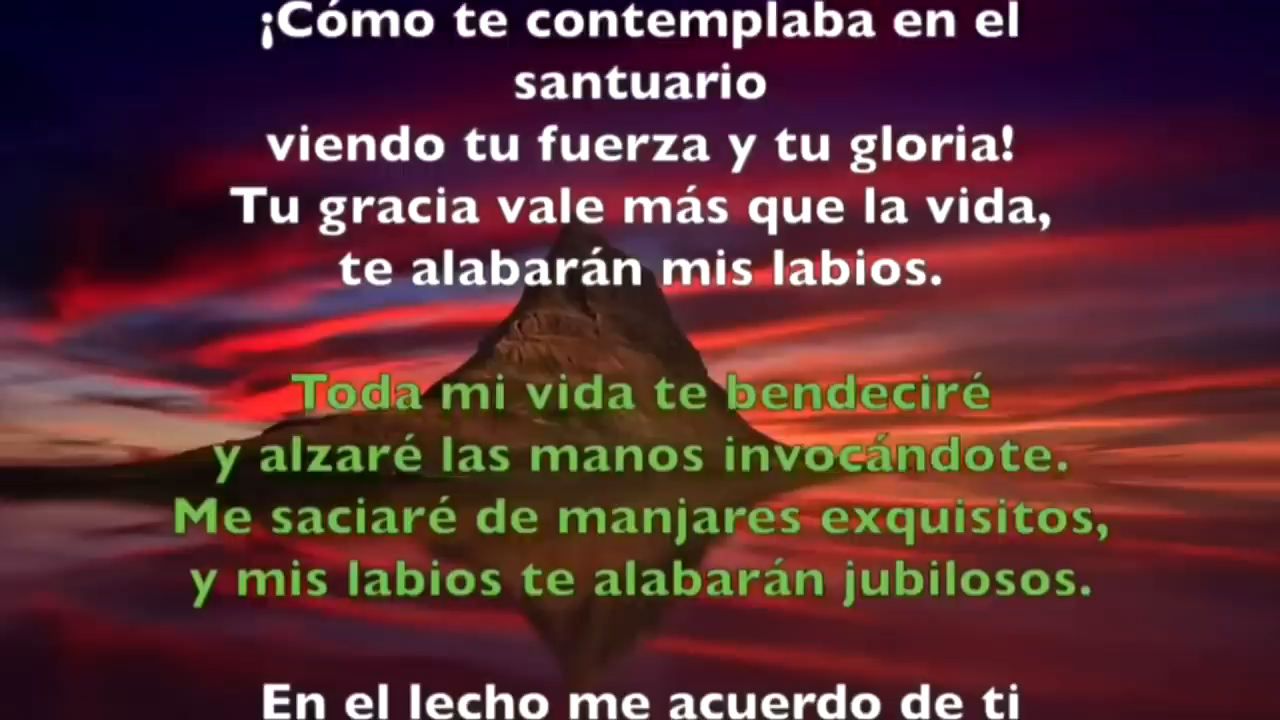 ¡Cómo te contemplaba en el
santuario
viendo tu fuerza y tu gloria!
Tu gracia vale más que la vida,
te alabarán mis labios.
Toda mi vida te bendeciré
y alzaré las manos invocándote.
Me saciaré de manjares exquisitos,
y mis labios te alabarán jubilosos.
En el lecho me acuerdo de ti